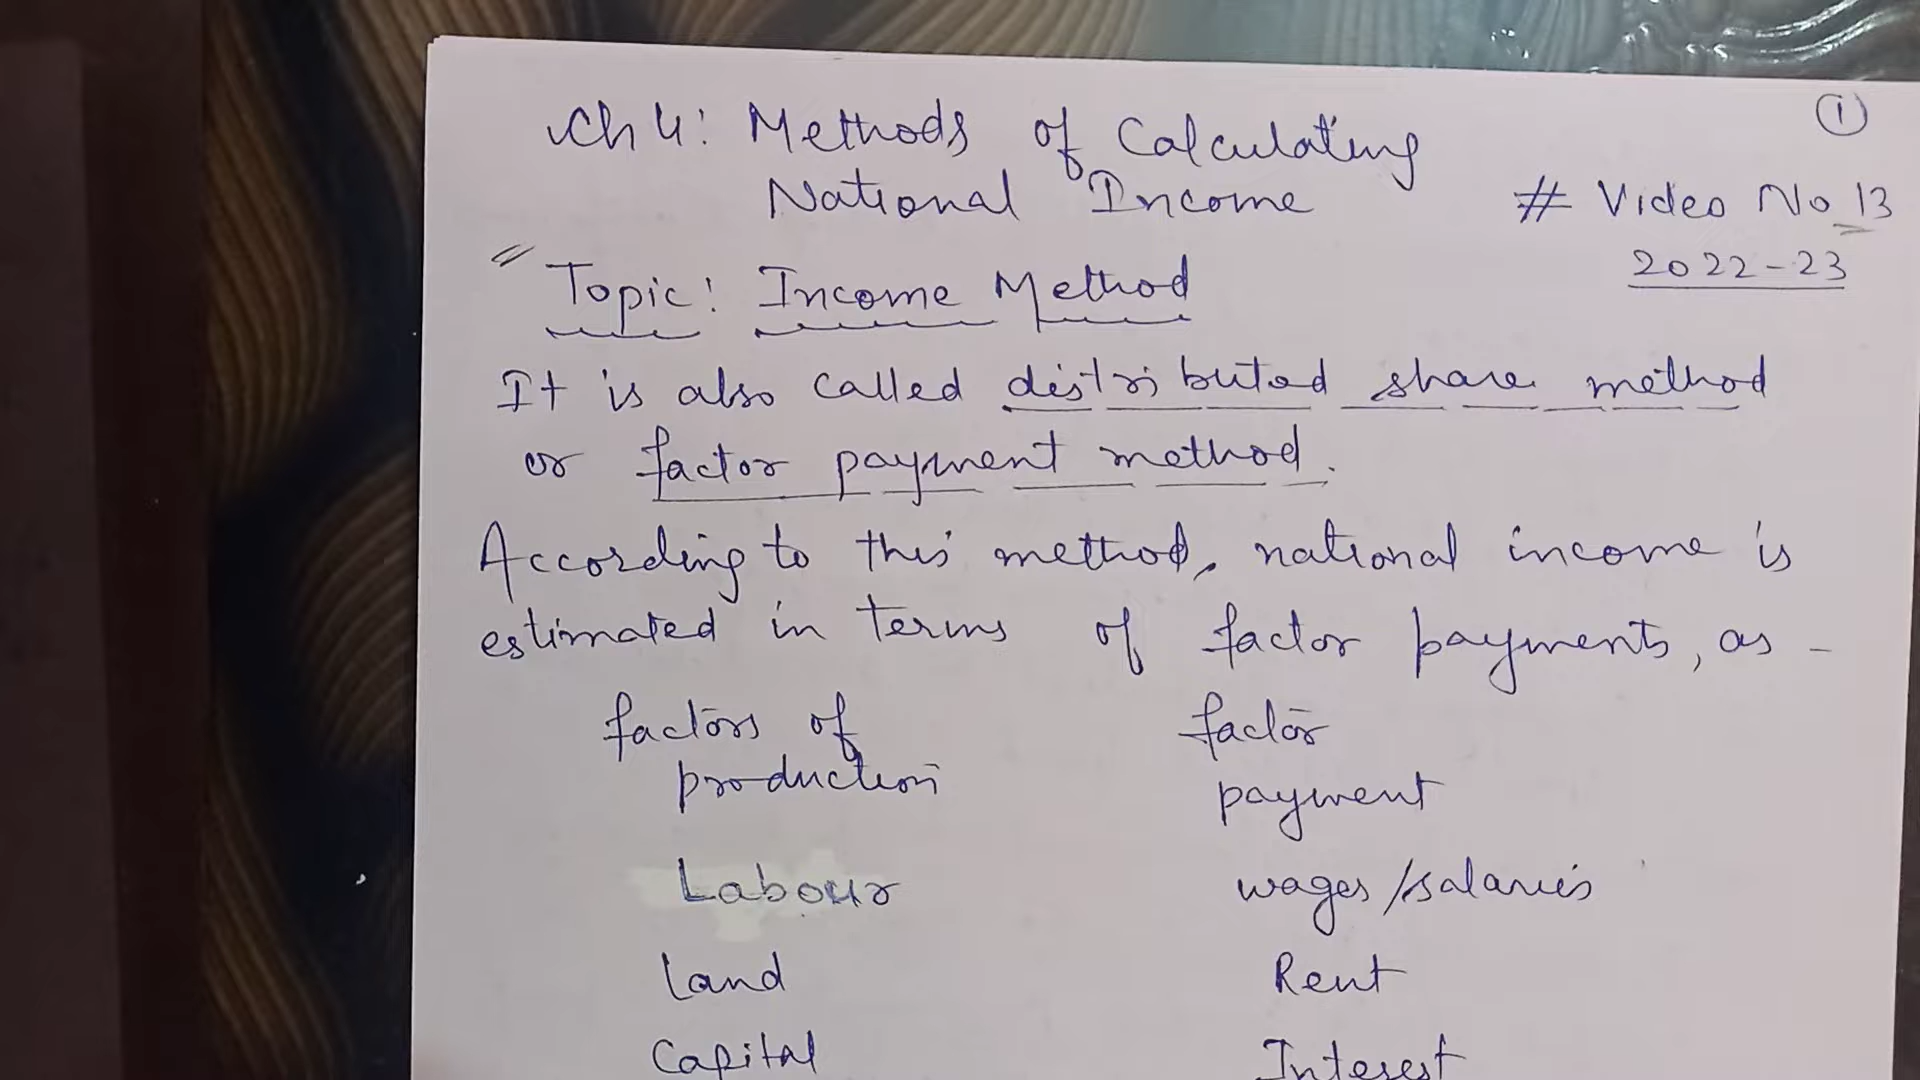 ①
Ch 4: Methods of Calculating
National Income
# Video No 13
2022-23
Topic: Income Method
It is also called distributed share method
or factor payment method.
According to this method, national income is
estimated in terms of factor payments, as -
factors of factor
production payment
Labour wages/salaries
Land Rent
Capital Interest